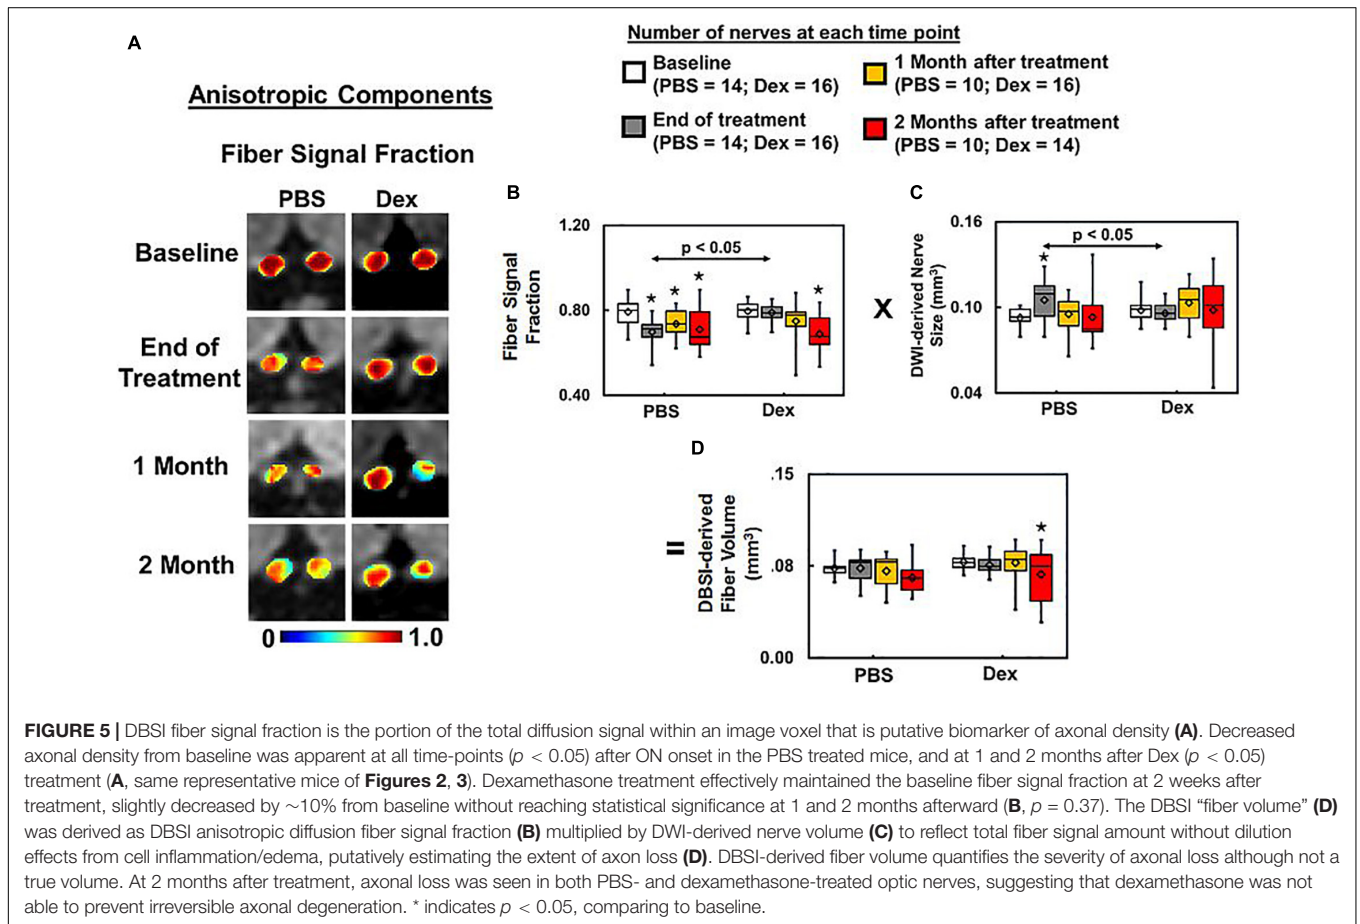 A
Number of nerves at each time point
Baseline
(PBS = 14; Dex = 16)
1 Month after treatment
(PBS = 10; Dex = 16)
End of treatment
(PBS = 14; Dex = 16)
2 Months after treatment
(PBS = 10; Dex = 14)
Anisotropic Components
Fiber Signal Fraction
PBS Dex
Baseline
End of
Treatment
1 Month
2 Month
0 1.0
B
Fiber Signal
Fraction
1.20
0.80
0.40
p < 0.05
* * * *
PBS Dex
X
C
DWI-derived Nerve
Size (mm³)
0.16
0.10
0.04
p < 0.05
*
PBS Dex
=
D
DBSI-derived
Fiber Volume
(mm³)
.15
.08
0.00
*
PBS Dex
FIGURE 5 | DBSI fiber signal fraction is the portion of the total diffusion signal within an image voxel that is putative biomarker of axonal density (A). Decreased
axonal density from baseline was apparent at all time-points (p < 0.05) after ON onset in the PBS treated mice, and at 1 and 2 months after Dex (p < 0.05)
treatment (A, same representative mice of Figures 2, 3). Dexamethasone treatment effectively maintained the baseline fiber signal fraction at 2 weeks after
treatment, slightly decreased by ∼10% from baseline without reaching statistical significance at 1 and 2 months afterward (B, p = 0.37). The DBSI “fiber volume” (D)
was derived as DBSI anisotropic diffusion fiber signal fraction (B) multiplied by DWI-derived nerve volume (C) to reflect total fiber signal amount without dilution
effects from cell inflammation/edema, putatively estimating the extent of axon loss (D). DBSI-derived fiber volume quantifies the severity of axonal loss although not a
true volume. At 2 months after treatment, axonal loss was seen in both PBS- and dexamethasone-treated optic nerves, suggesting that dexamethasone was not
able to prevent irreversible axonal degeneration. * indicates p < 0.05, comparing to baseline.